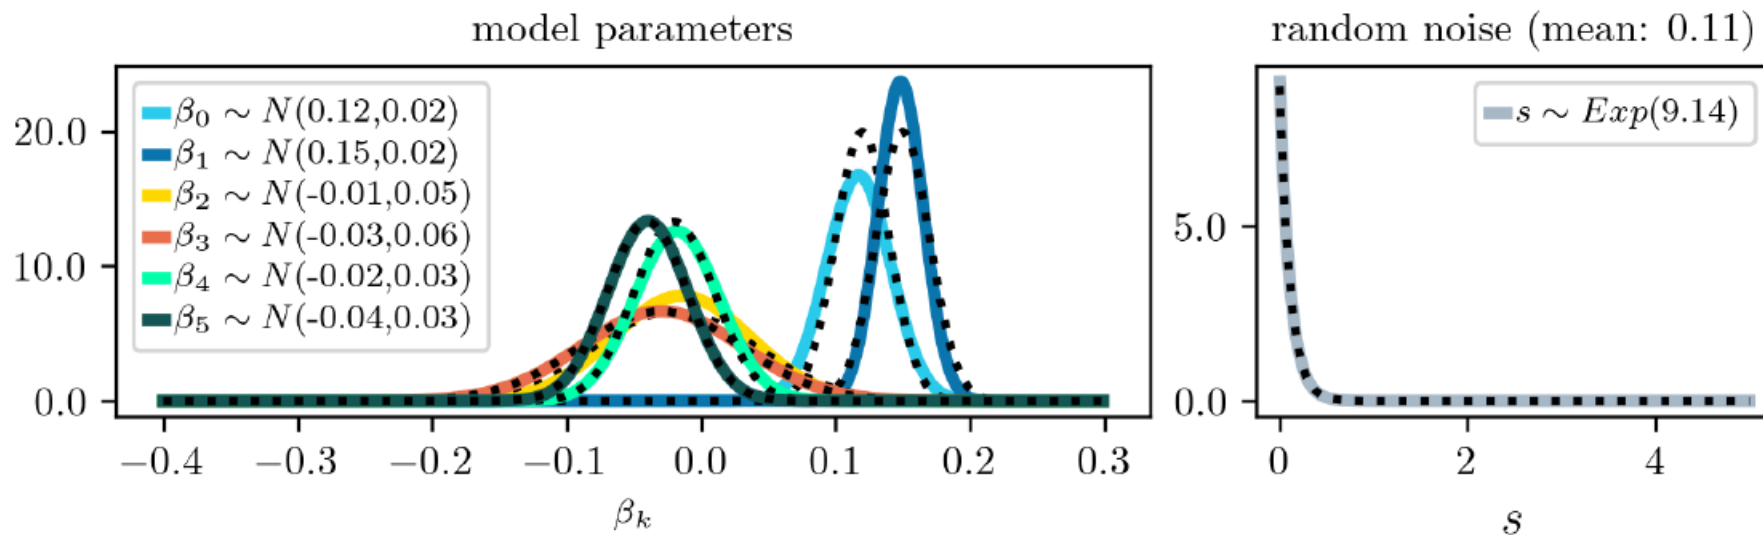 model parameters
β₀ ∼ N(0.12,0.02)
β₁ ∼ N(0.15,0.02)
β₂ ∼ N(-0.01,0.05)
β₃ ∼ N(-0.03,0.06)
β₄ ∼ N(-0.02,0.03)
β₅ ∼ N(-0.04,0.03)
20.0
10.0
0.0
−0.4 −0.3 −0.2 −0.1 0.0 0.1 0.2 0.3
βₖ
random noise (mean: 0.11)
s ∼ Exp(9.14)
5.0
0.0
0 2 4
s